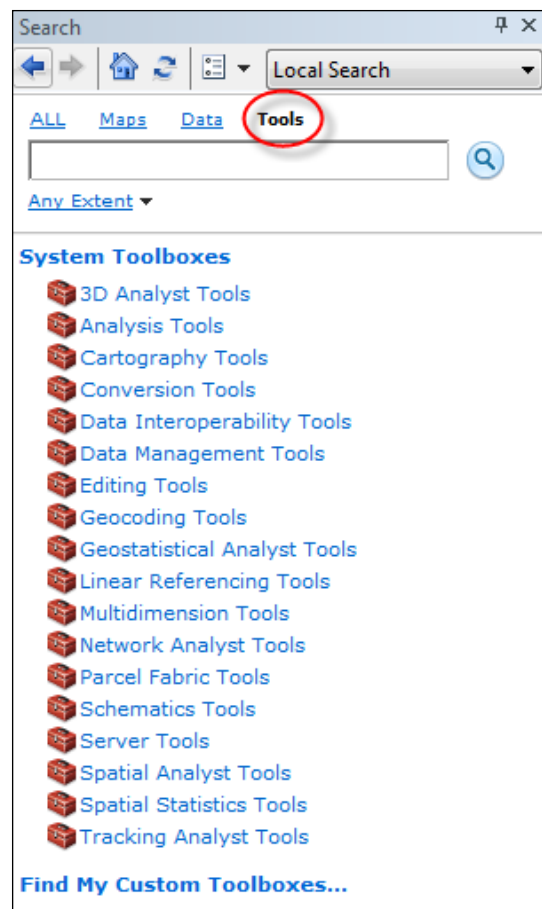 Search
Local Search
ALL Maps Data Tools
Any Extent
System Toolboxes
3D Analyst Tools
Analysis Tools
Cartography Tools
Conversion Tools
Data Interoperability Tools
Data Management Tools
Editing Tools
Geocoding Tools
Geostatistical Analyst Tools
Linear Referencing Tools
Multidimension Tools
Network Analyst Tools
Parcel Fabric Tools
Schematics Tools
Server Tools
Spatial Analyst Tools
Spatial Statistics Tools
Tracking Analyst Tools
Find My Custom Toolboxes...